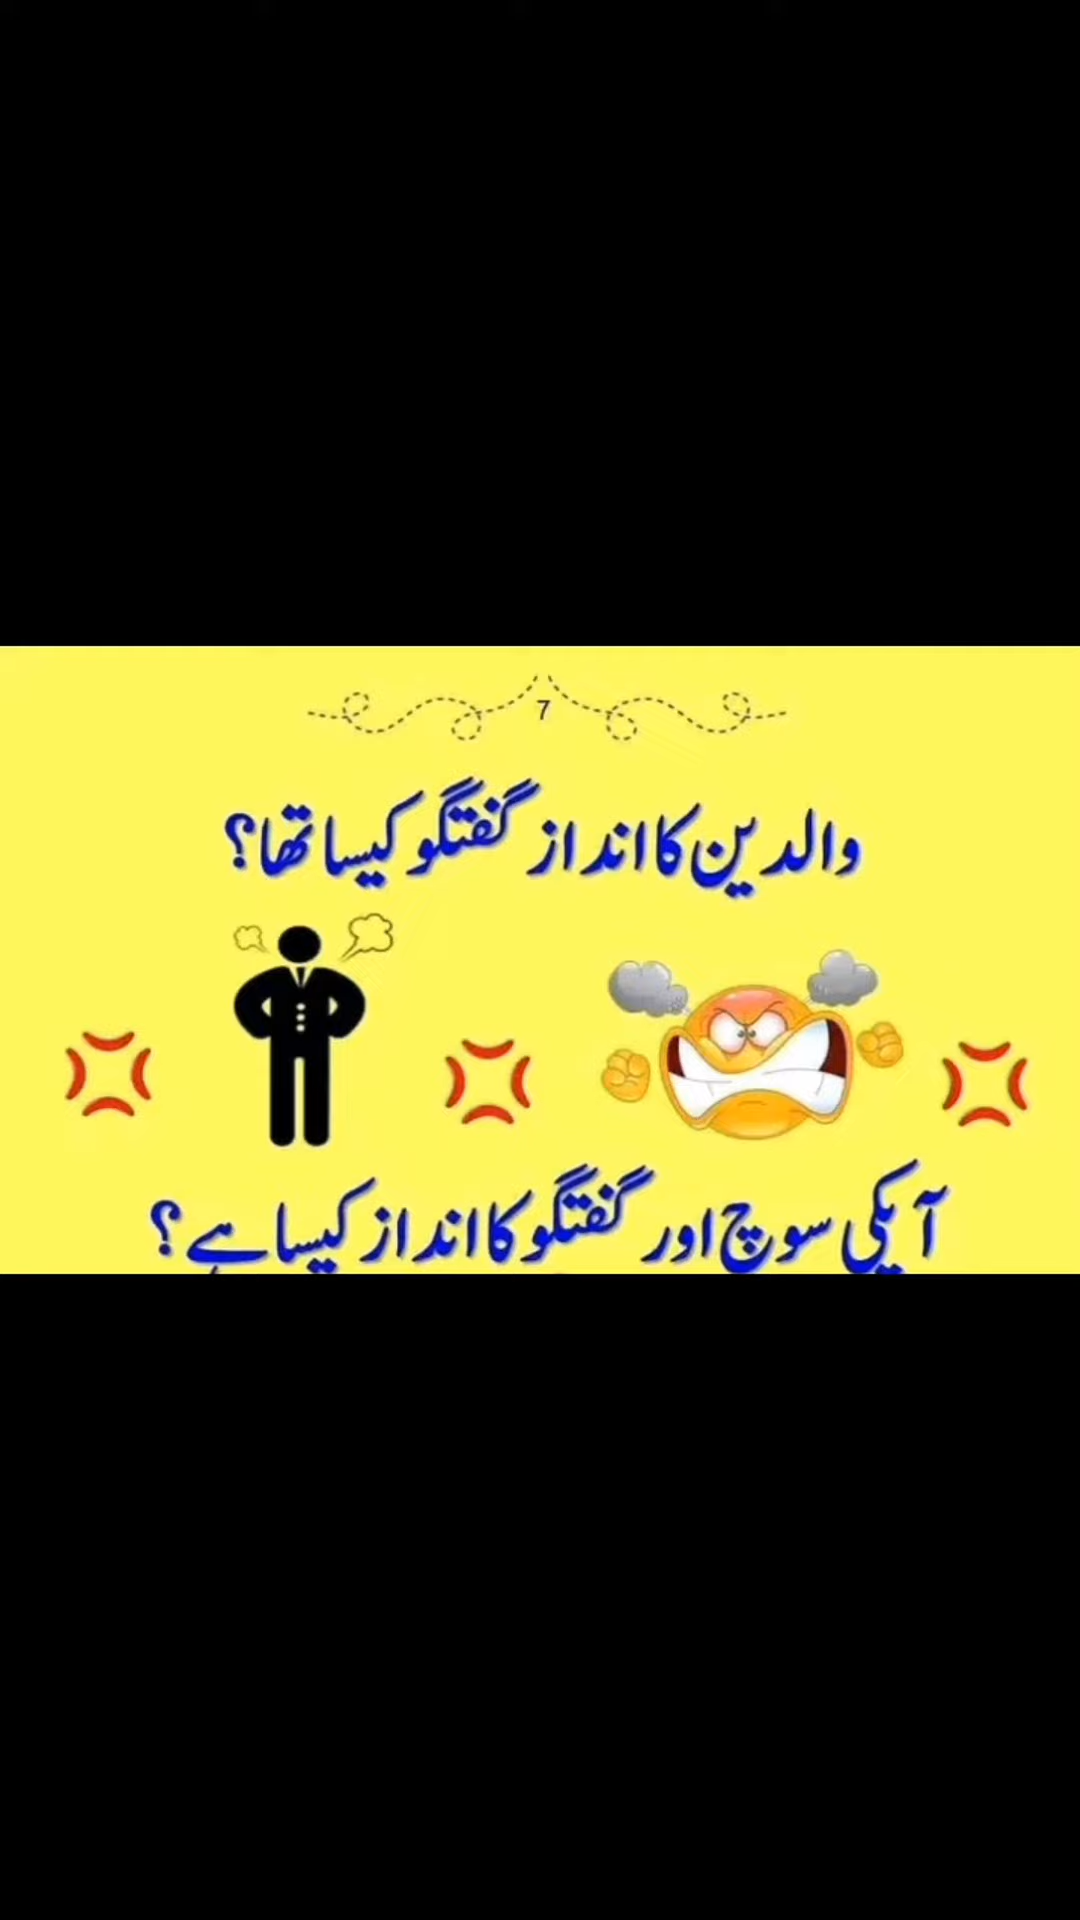 7
والدین کا انداز گفتگو کیسا تھا؟
آپکی سوچ اور گفتگو کا انداز کیسا ہے؟